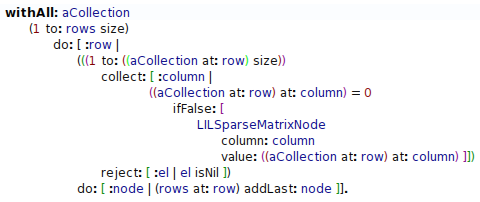 withAll: aCollection
(1 to: rows size)
do: [ :row |
(((1 to: ((aCollection at: row) size))
collect: [ :column |
((aCollection at: row) at: column) = 0
ifFalse: [
LILSparseMatrixNode
column: column
value: ((aCollection at: row) at: column) ]])
reject: [ :el | el isNil ])
do: [ :node | (rows at: row) addLast: node ]].